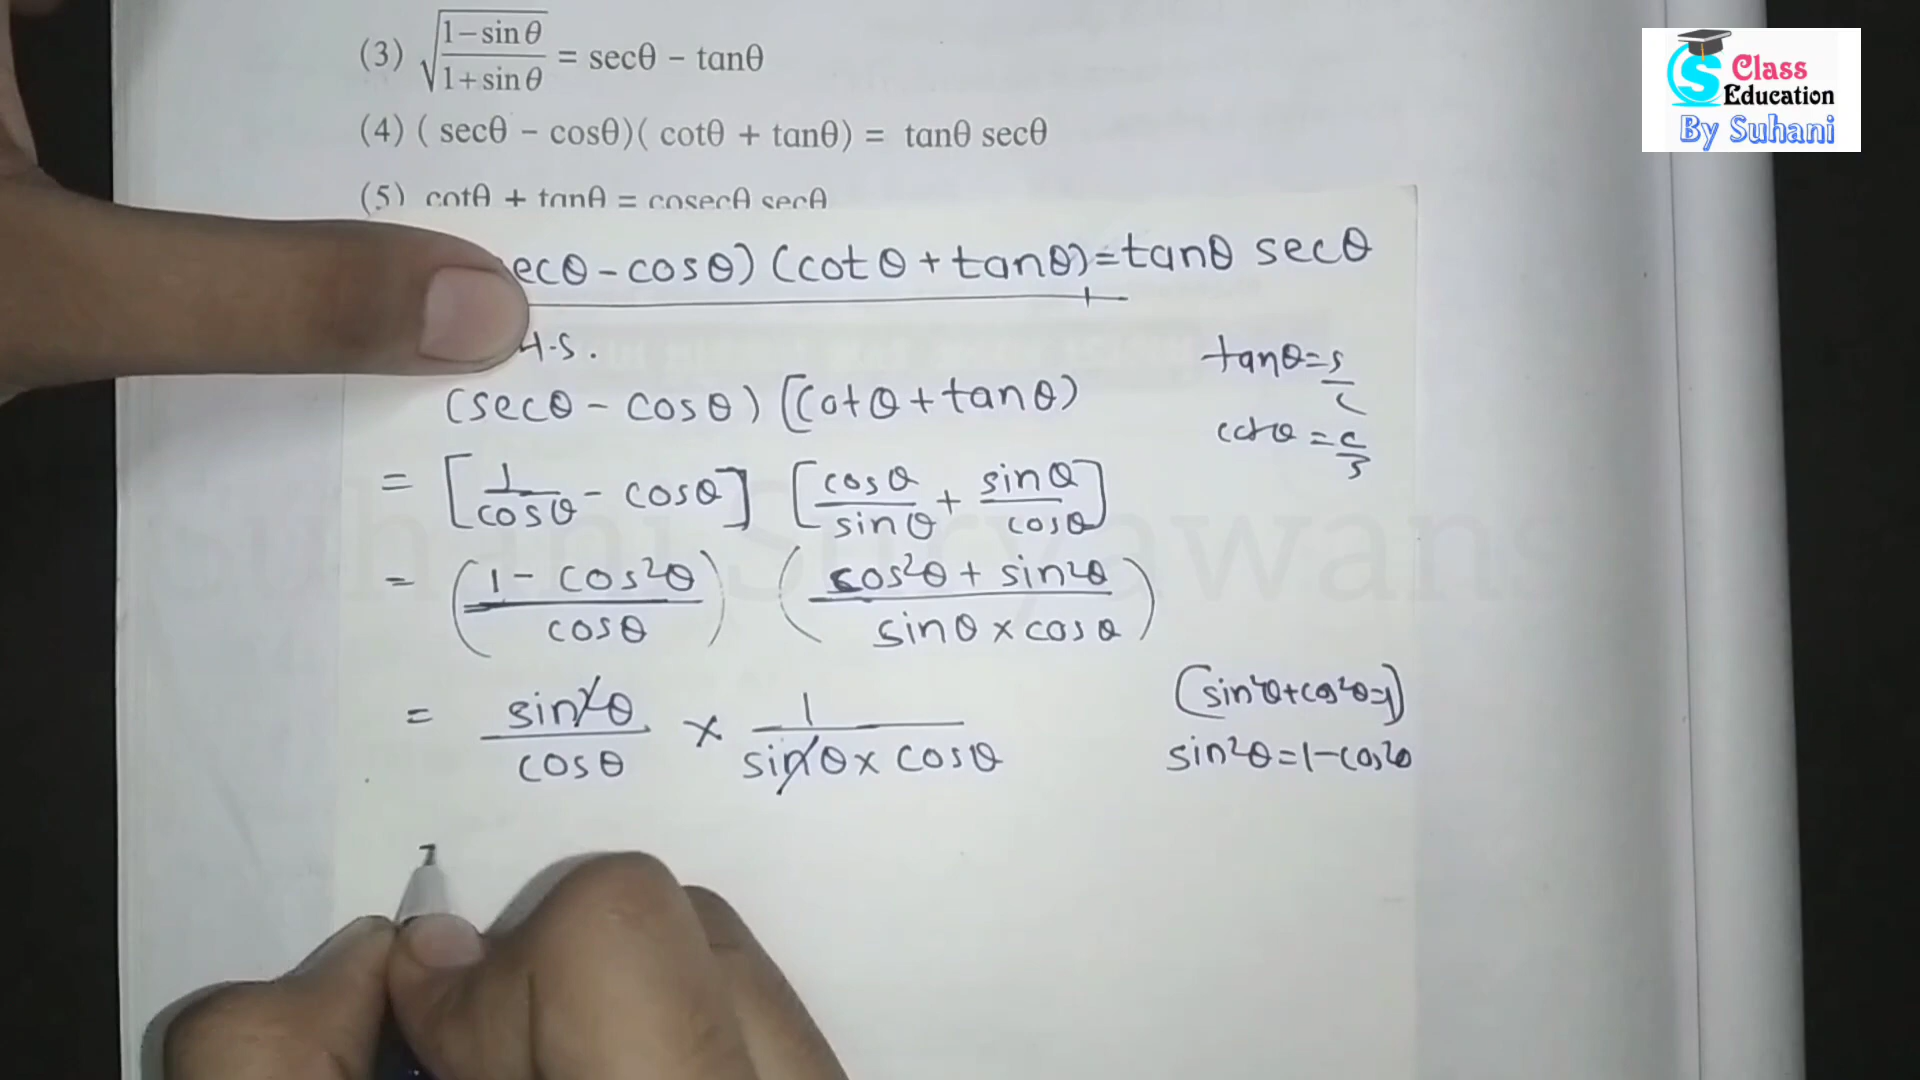 (3) √(1−sinθ/1+sinθ) = secθ − tanθ
(4) ( secθ − cosθ)( cotθ + tanθ) = tanθ secθ
(5) cotθ + tanθ = cosecθ secθ
ecθ - cosθ) (cotθ + tanθ) = tanθ secθ
H.S.
(secθ - cosθ) (cotθ + tanθ)
= [1/cosθ - cosθ] [cosθ/sinθ + sinθ/cosθ]
= (1 - cos²θ/cosθ) (cos²θ + sin²θ/sinθ × cosθ)
= sin²θ/cosθ × 1/sinθ × cosθ
tanθ = s/c
cotθ = c/s
(sin²θ + cos²θ = 1)
sin²θ = 1 - cos²θ
S Class
Education
By Suhani
Suhani Suryawans